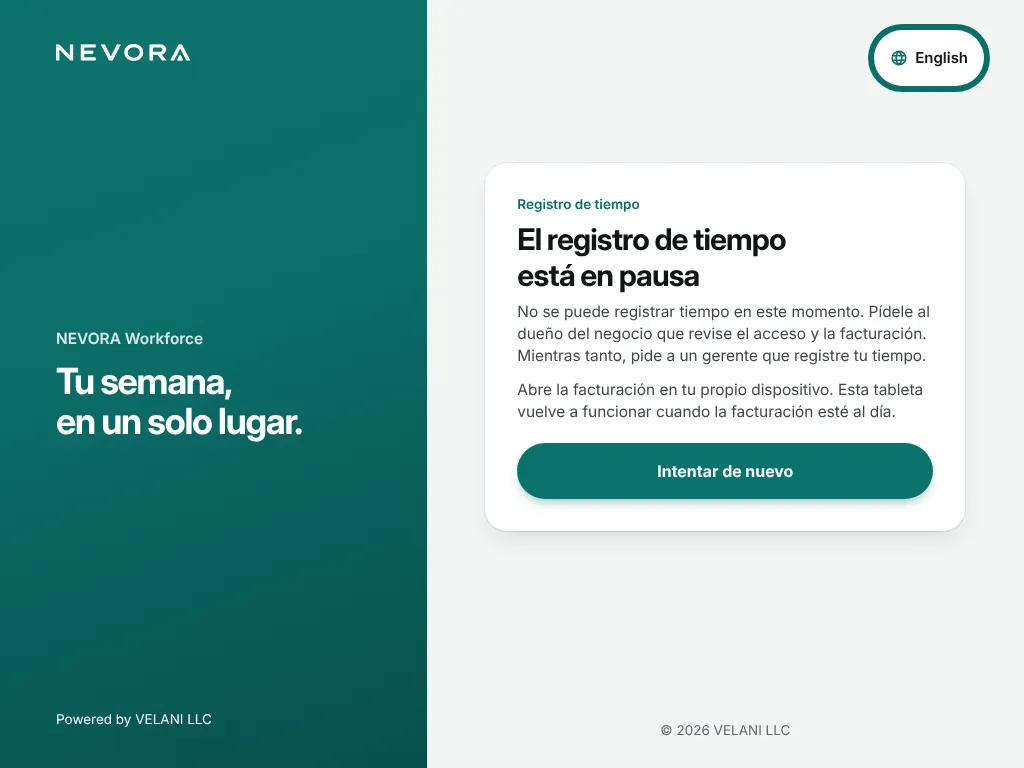 NEVORA
English
NEVORA Workforce
Tu semana,
en un solo lugar.
Powered by VELANI LLC
Registro de tiempo
El registro de tiempo
está en pausa
No se puede registrar tiempo en este momento. Pídele al
dueño del negocio que revise el acceso y la facturación.
Mientras tanto, pide a un gerente que registre tu tiempo.
Abre la facturación en tu propio dispositivo. Esta tableta
vuelve a funcionar cuando la facturación esté al día.
Intentar de nuevo
© 2026 VELANI LLC